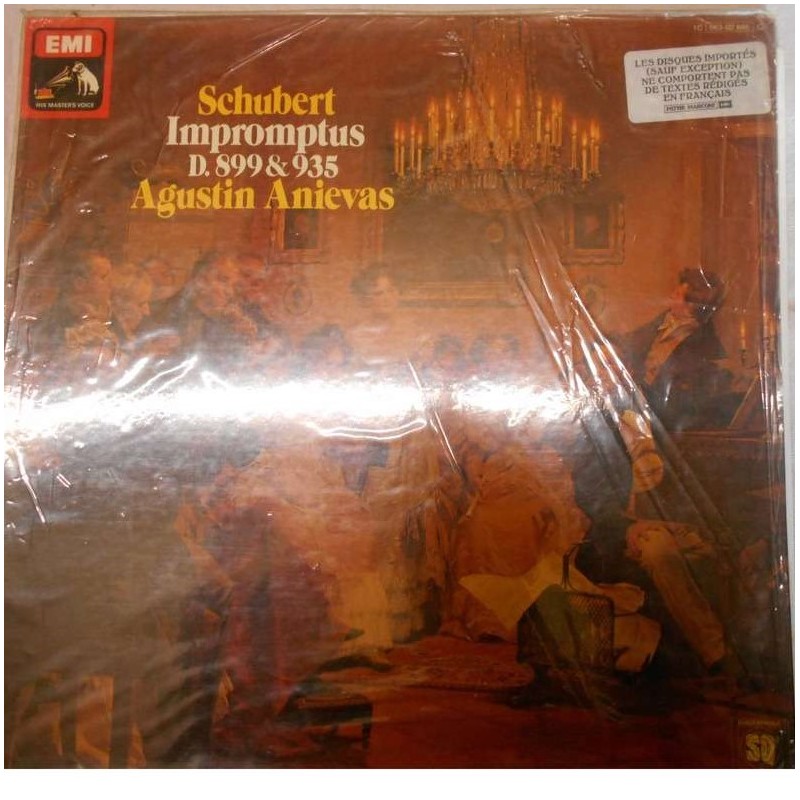 EMI
HIS MASTER'S VOICE
Schubert
Impromptus
D. 899 & 935
Agustin Anievas
LES DISQUES IMPORTÉS
(SAUF EXCEPTION)
NE COMPORTENT PAS
DE TEXTES RÉDIGÉS
EN FRANÇAIS
PATHE MARCONI EMI